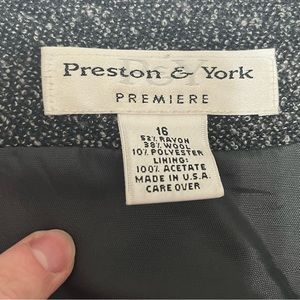 Preston & York
PREMIERE
16
52% RAYON
38% WOOL
10% POLYESTER
LINING:
100% ACETATE
MADE IN U.S.A.
CARE OVER